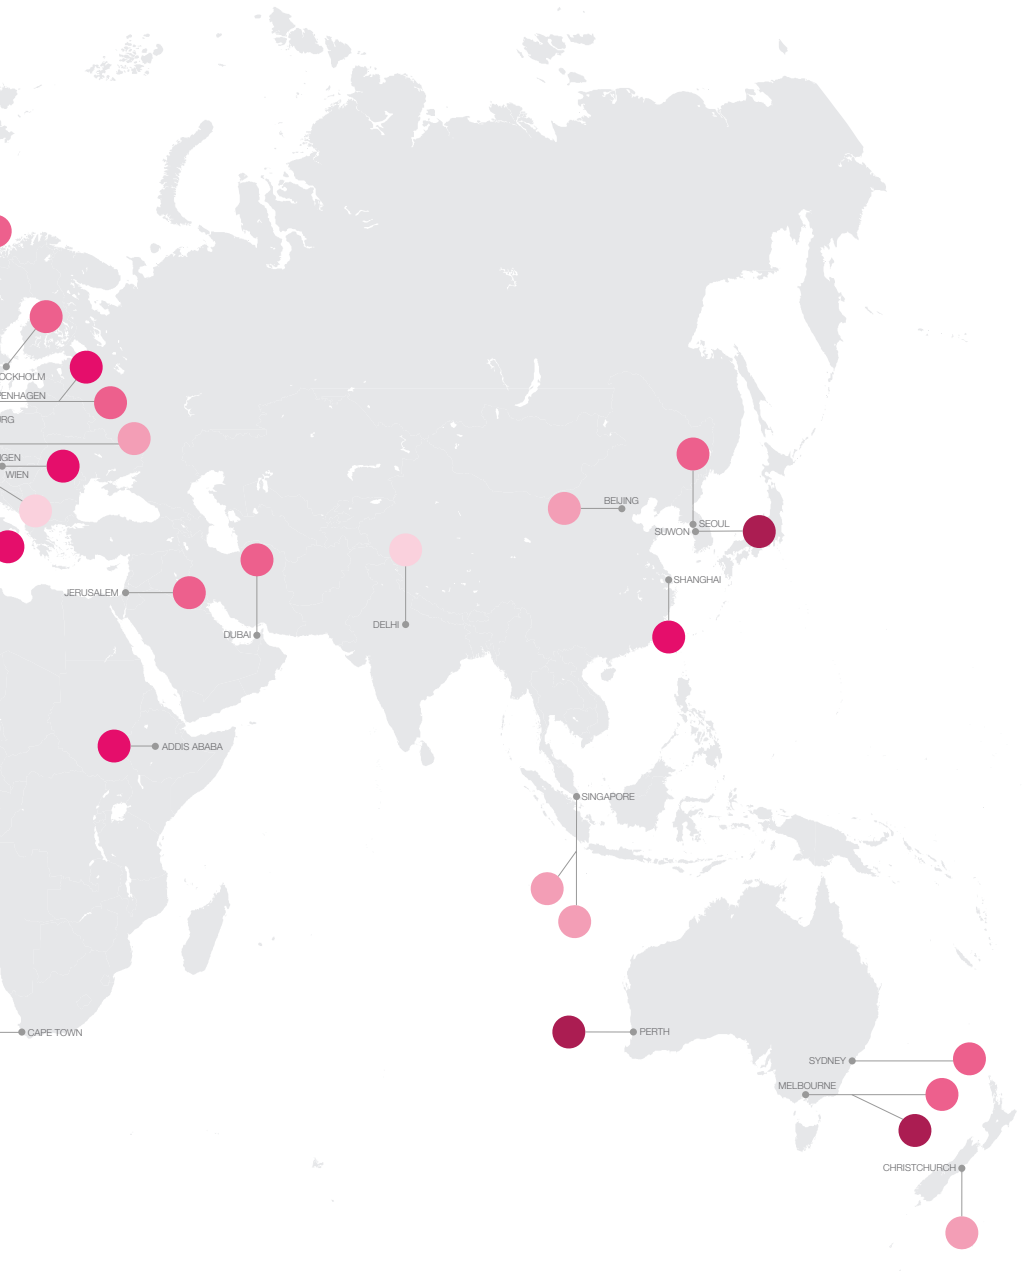 OCKHOLM
ENHAGEN
RG
GEN
WIEN
BEIJING
SEOUL
SUWON
SHANGHAI
JERUSALEM
DELHI
DUBAI
ADDIS ABABA
SINGAPORE
CAPE TOWN
PERTH
SYDNEY
MELBOURNE
CHRISTCHURCH